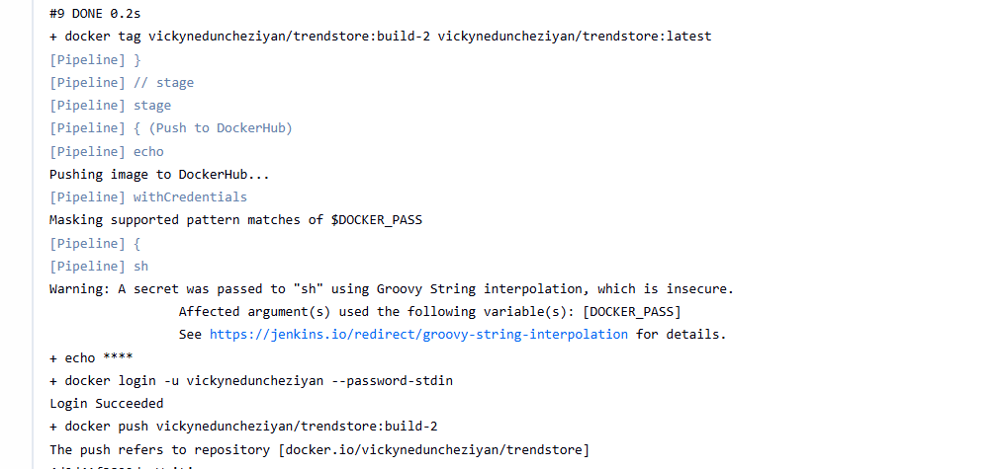 #9 DONE 0.2s
+ docker tag vickyneduncheziyan/trendstore:build-2 vickyneduncheziyan/trendstore:latest
[Pipeline] }
[Pipeline] // stage
[Pipeline] stage
[Pipeline] { (Push to DockerHub)
[Pipeline] echo
Pushing image to DockerHub...
[Pipeline] withCredentials
Masking supported pattern matches of $DOCKER_PASS
[Pipeline] {
[Pipeline] sh
Warning: A secret was passed to "sh" using Groovy String interpolation, which is insecure.
Affected argument(s) used the following variable(s): [DOCKER_PASS]
See https://jenkins.io/redirect/groovy-string-interpolation for details.
+ echo ****
+ docker login -u vickyneduncheziyan --password-stdin
Login Succeeded
+ docker push vickyneduncheziyan/trendstore:build-2
The push refers to repository [docker.io/vickyneduncheziyan/trendstore]